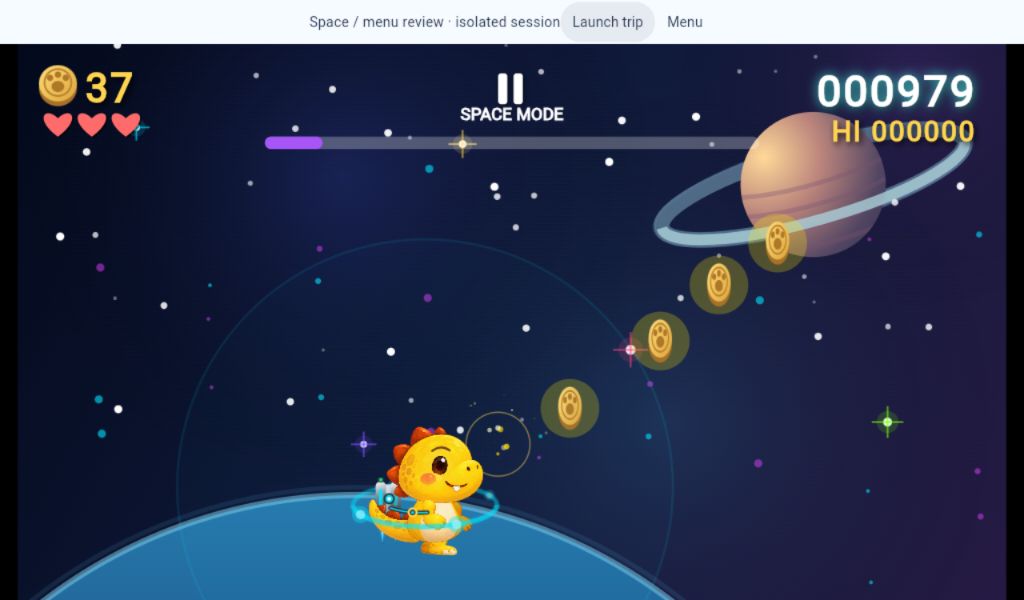 Space / menu review · isolated session Launch trip Menu
37
SPACE MODE
000979
HI 000000